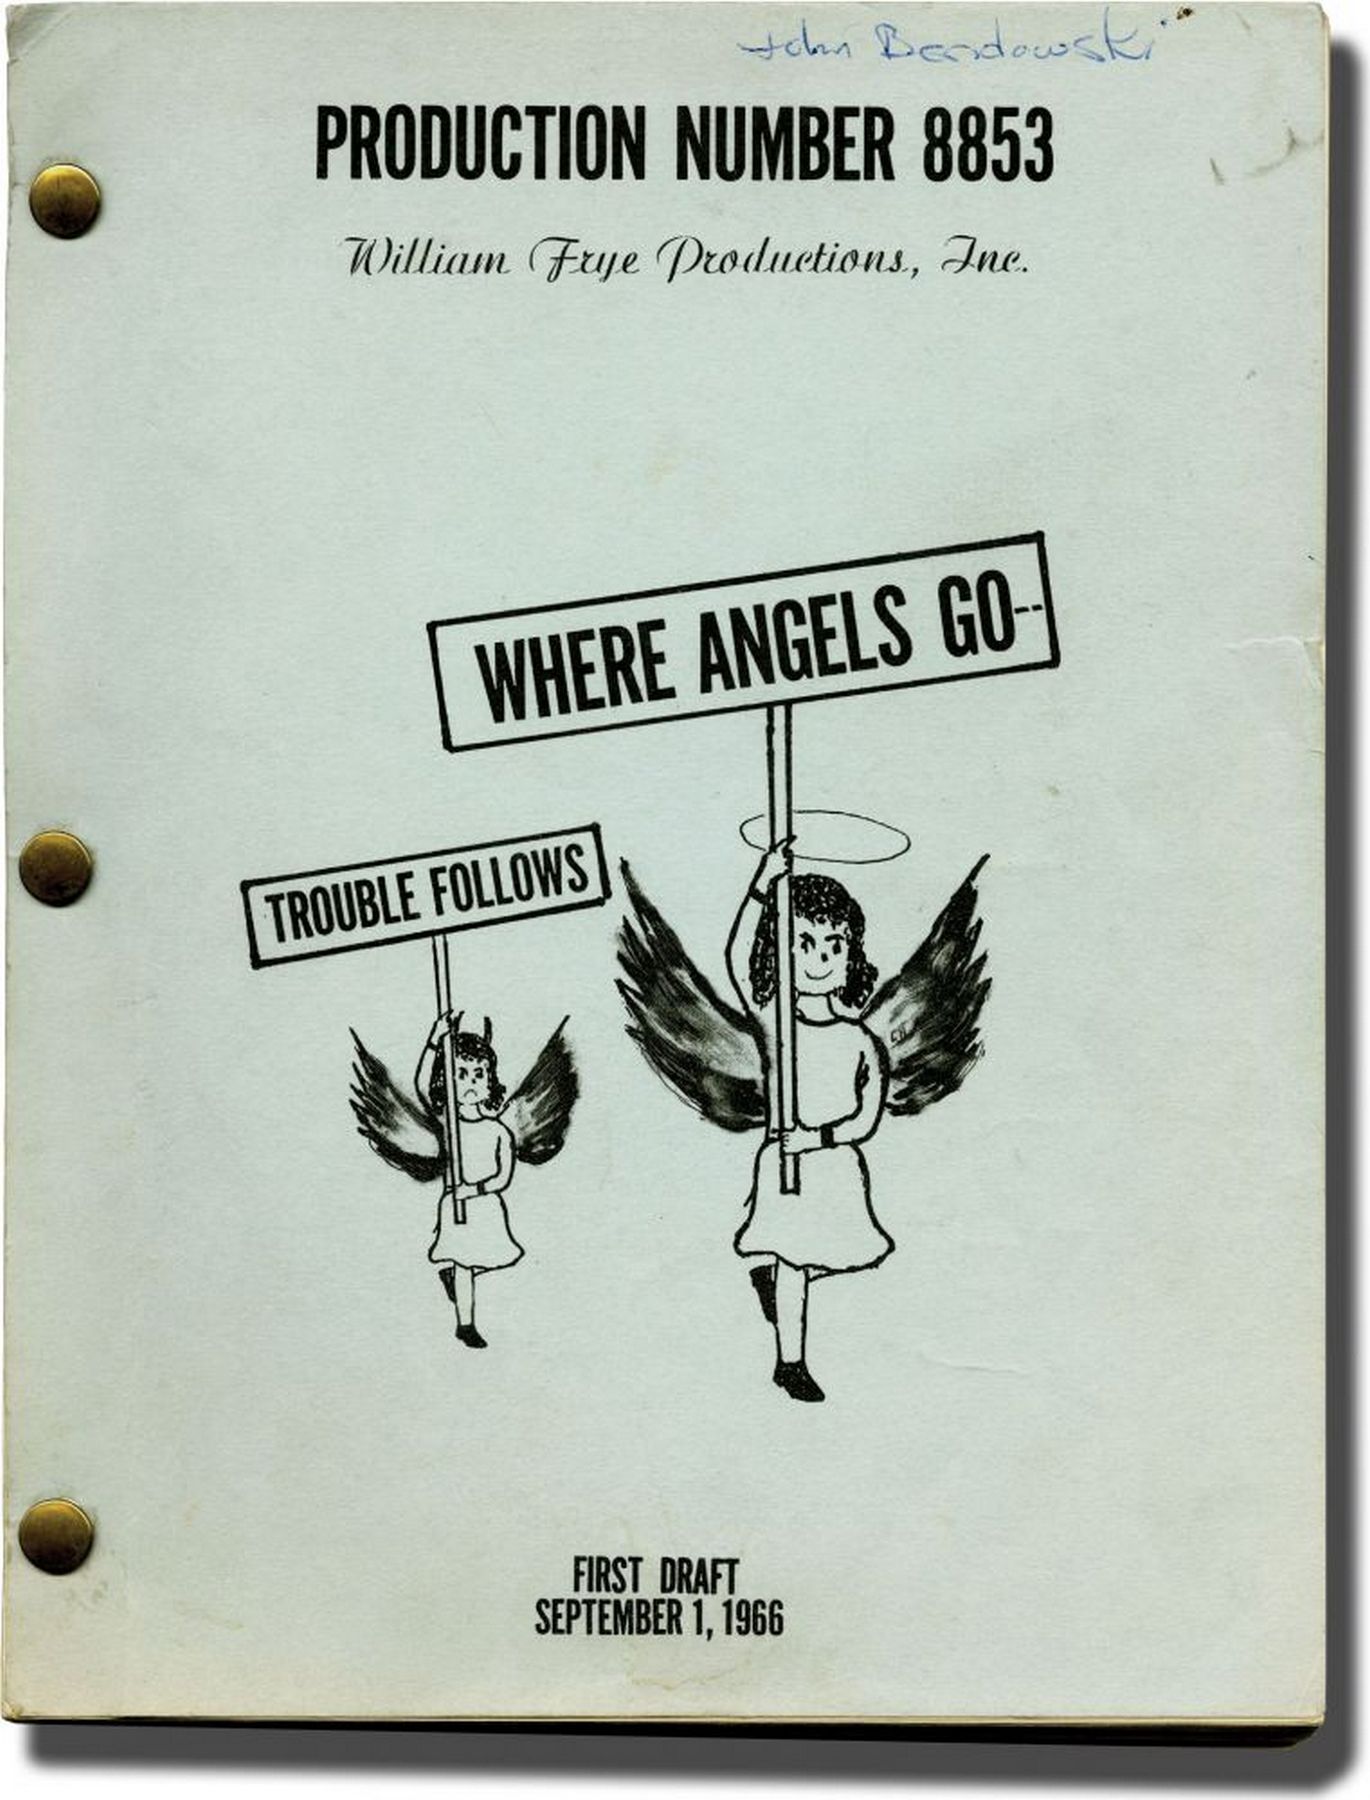 John Bendowski
PRODUCTION NUMBER 8853
William Frye Productions, Inc.
WHERE ANGELS GO--
TROUBLE FOLLOWS
FIRST DRAFT
SEPTEMBER 1, 1966